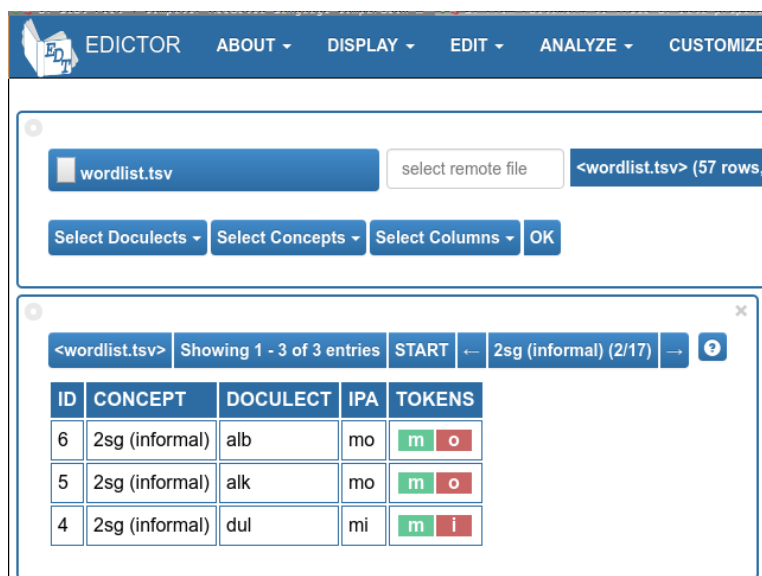 EDT EDICTOR ABOUT DISPLAY EDIT ANALYZE CUSTOMIZE
wordlist.tsv select remote file <wordlist.tsv> (57 rows,
Select Doculects Select Concepts Select Columns OK
×
<wordlist.tsv> Showing 1 - 3 of 3 entries START ← 2sg (informal) (2/17) → ?
ID CONCEPT DOCULECT IPA TOKENS
6 2sg (informal) alb mo m o
5 2sg (informal) alk mo m o
4 2sg (informal) dul mi m i